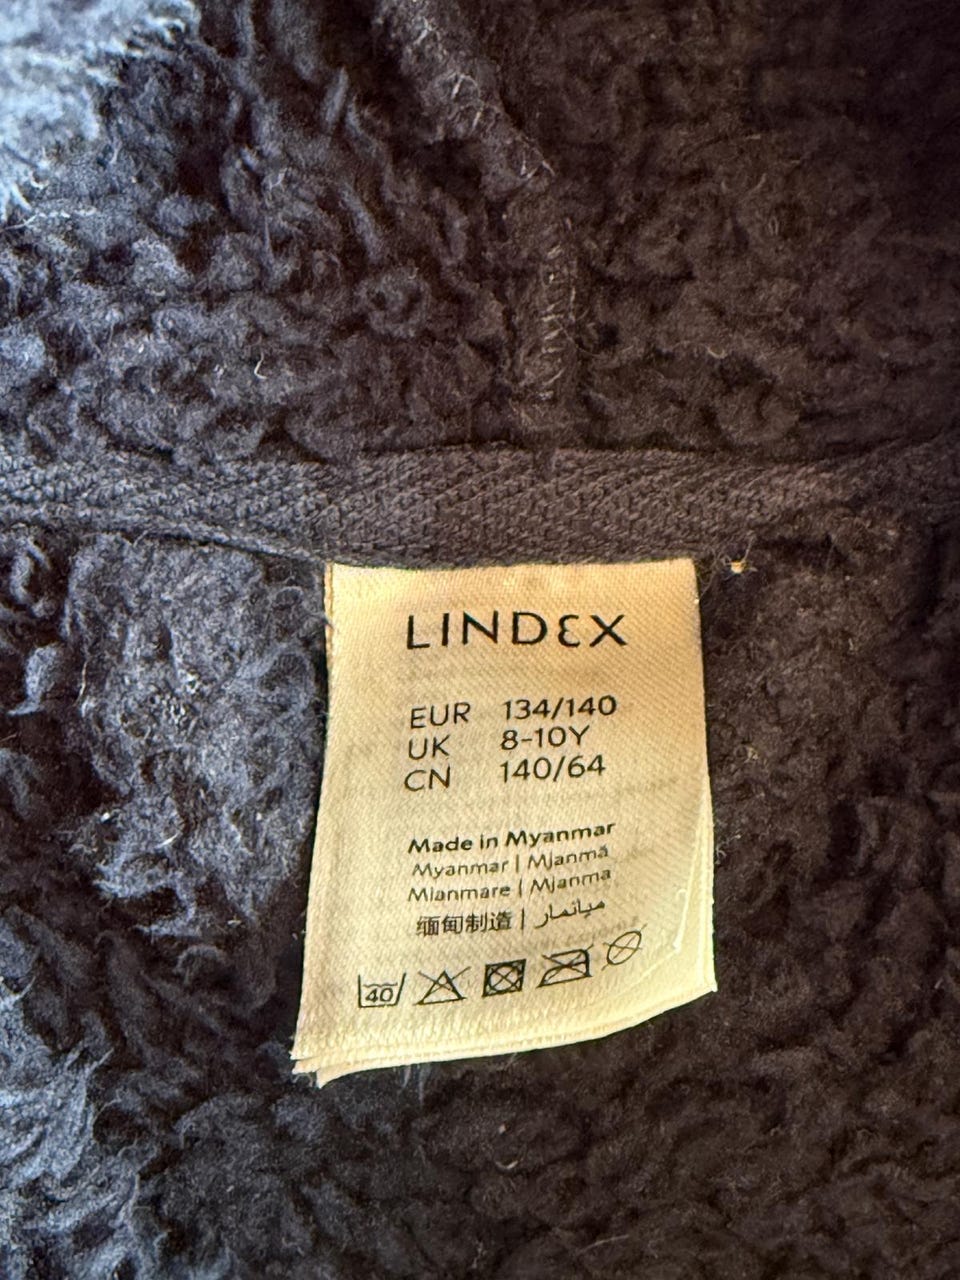 LINDEX
EUR 134/140
UK 8-10Y
CN 140/64
Made in Myanmar
Myanmar | Mjanmā
Mianmare | Mjanma
缅甸制造 | ميانمار
40